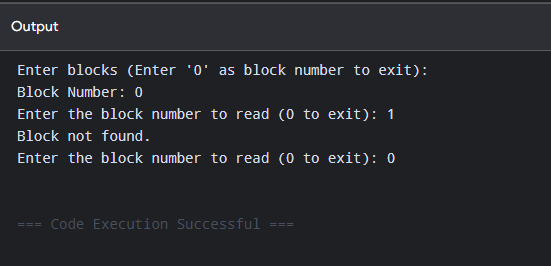 Output
Enter blocks (Enter '0' as block number to exit):
Block Number: 0
Enter the block number to read (0 to exit): 1
Block not found.
Enter the block number to read (0 to exit): 0
=== Code Execution Successful ===